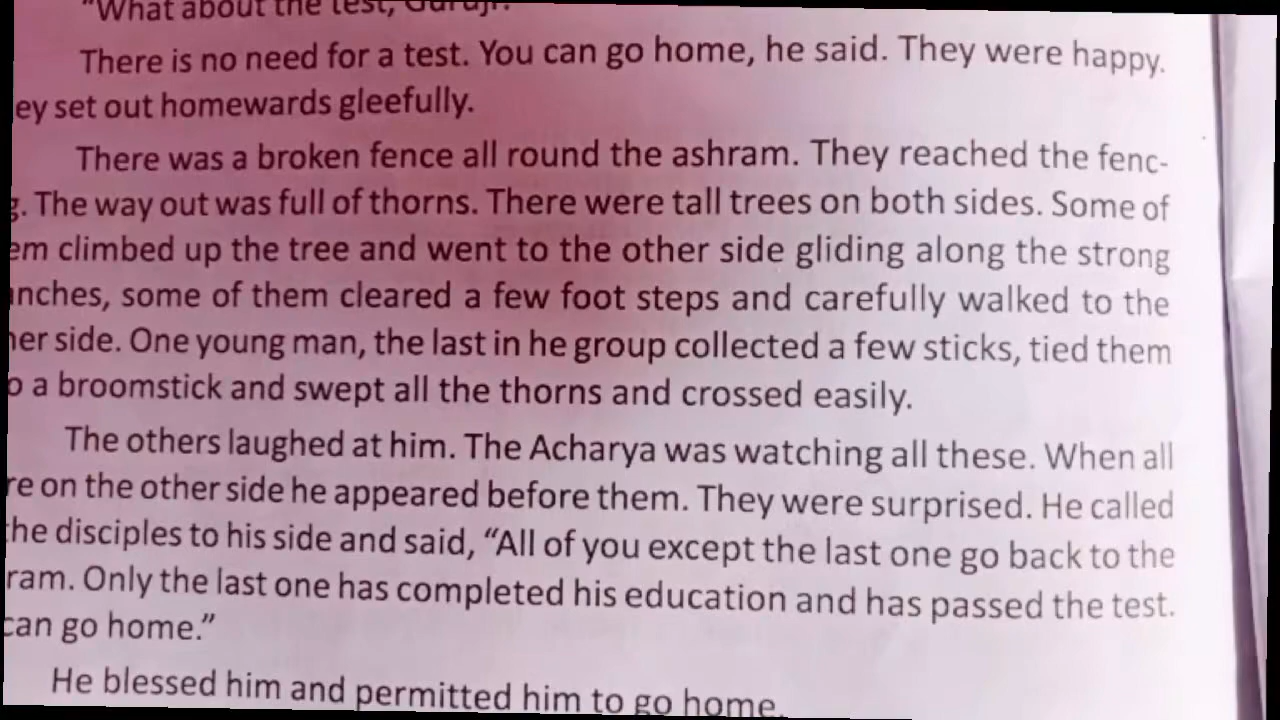 "What about the test, Guruji?
There is no need for a test. You can go home, he said. They were happy.
ey set out homewards gleefully.
There was a broken fence all round the ashram. They reached the fenc-
g. The way out was full of thorns. There were tall trees on both sides. Some of
em climbed up the tree and went to the other side gliding along the strong
nches, some of them cleared a few foot steps and carefully walked to the
er side. One young man, the last in he group collected a few sticks, tied them
o a broomstick and swept all the thorns and crossed easily.
The others laughed at him. The Acharya was watching all these. When all
re on the other side he appeared before them. They were surprised. He called
the disciples to his side and said, “All of you except the last one go back to the
ram. Only the last one has completed his education and has passed the test.
can go home.”
He blessed him and permitted him to go home.